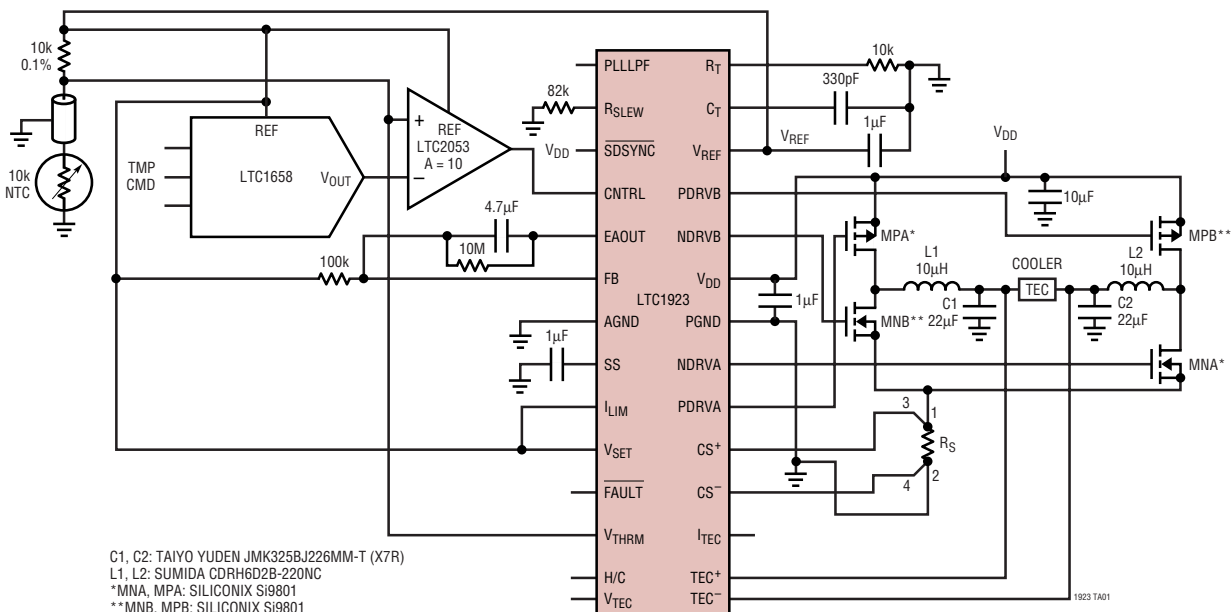 10k
0.1%
10k
NTC
TMP
CMD
REF
LTC1658
VOUT
REF
LTC2053
A = 10
+
–
82k
VDD
4.7µF
10M
100k
1µF
PLLLPF
RSLEW
SDSYNC
CNTRL
EAOUT
FB
AGND
SS
ILIM
VSET
FAULT
VTHRM
H/C
VTEC
LTC1923
RT
CT
VREF
PDRVB
NDRVB
VDD
PGND
NDRVA
PDRVA
CS+
CS–
ITEC
TEC+
TEC–
10k
330pF
1µF
VREF
VDD
10µF
MPA*
MPB**
L1
10µH
COOLER
TEC
L2
10µH
1µF
C1
22µF
C2
22µF
MNB**
MNA*
3
1
RS
4
2
1923 TA01
C1, C2: TAIYO YUDEN JMK325BJ226MM-T (X7R)
L1, L2: SUMIDA CDRH6D2B-220NC
*MNA, MPA: SILICONIX Si9801
**MNB, MPB: SILICONIX Si9801